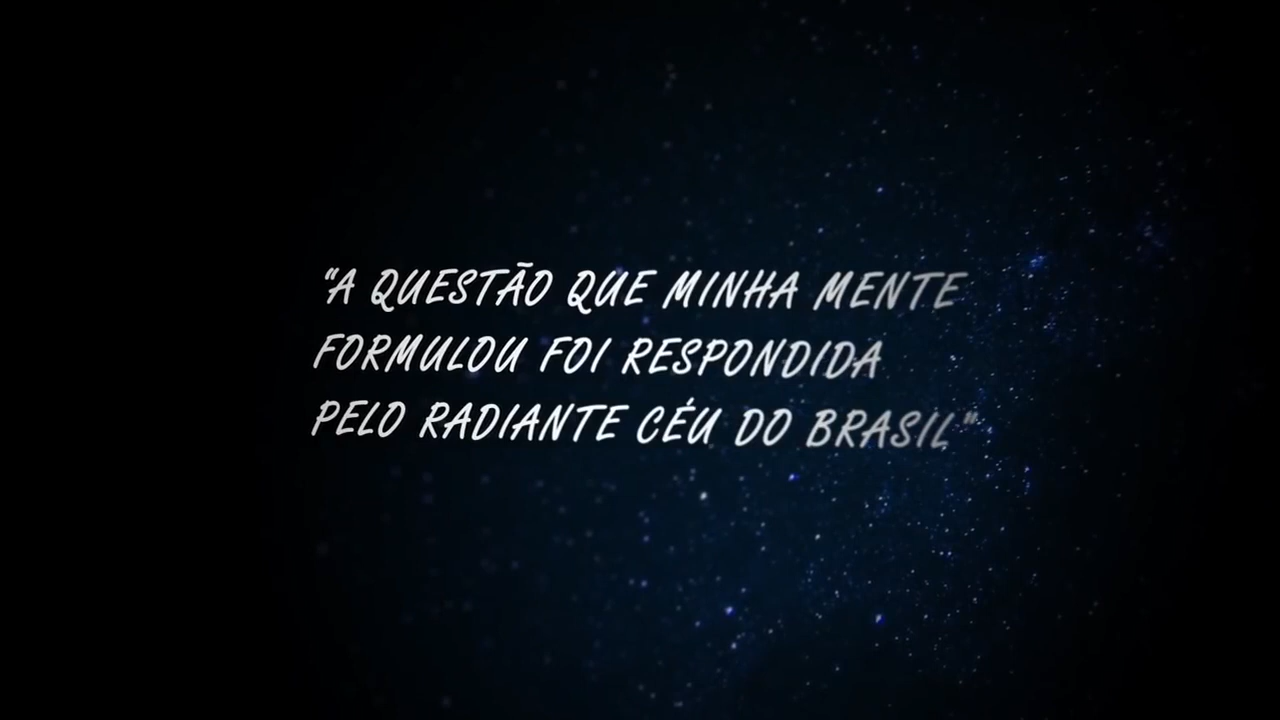 "A QUESTÃO QUE MINHA MENTE
FORMULOU FOI RESPONDIDA
PELO RADIANTE CÉU DO BRASIL"